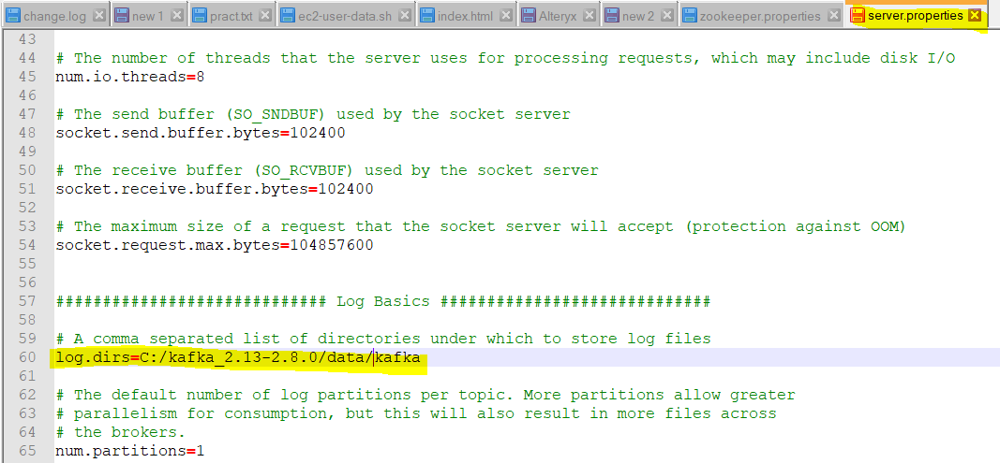 change.log new 1 pract.txt ec2-user-data.sh index.html Alteryx new 2 zookeeper.properties server.properties
43
44 # The number of threads that the server uses for processing requests, which may include disk I/O
45 num.io.threads=8
46
47 # The send buffer (SO_SNDBUF) used by the socket server
48 socket.send.buffer.bytes=102400
49
50 # The receive buffer (SO_RCVBUF) used by the socket server
51 socket.receive.buffer.bytes=102400
52
53 # The maximum size of a request that the socket server will accept (protection against OOM)
54 socket.request.max.bytes=104857600
55
56
57 ############################# Log Basics #############################
58
59 # A comma separated list of directories under which to store log files
60 log.dirs=C:/kafka_2.13-2.8.0/data/kafka
61
62 # The default number of log partitions per topic. More partitions allow greater
63 # parallelism for consumption, but this will also result in more files across
64 # the brokers.
65 num.partitions=1